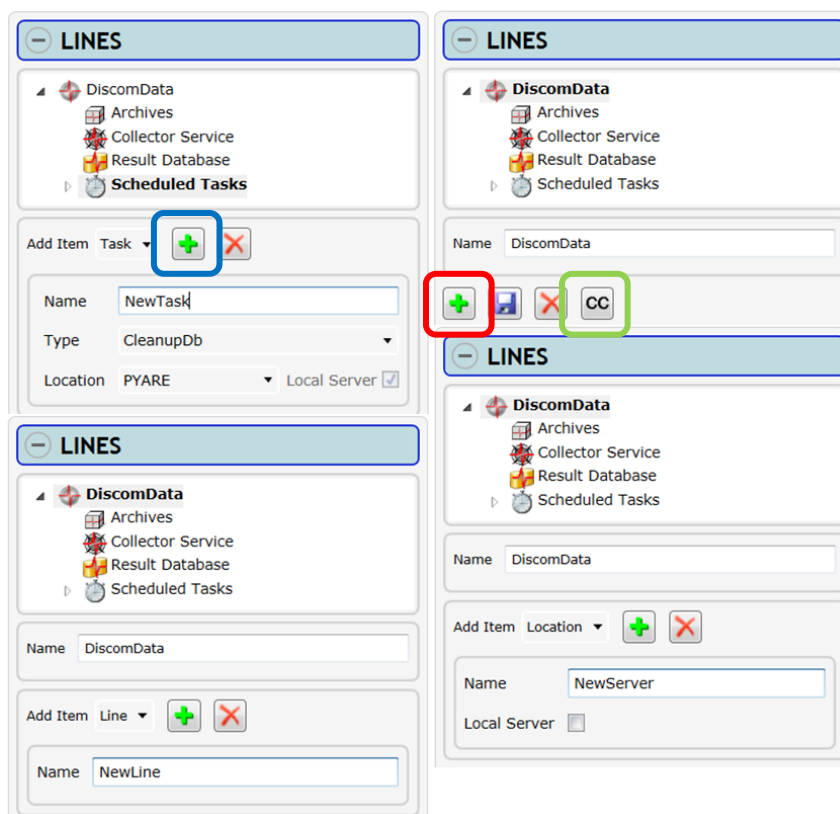 LINES
DiscomData
Archives
Collector Service
Result Database
Scheduled Tasks
Add Item Task
Name NewTask
Type CleanupDb
Location PYARE Local Server
LINES
DiscomData
Archives
Collector Service
Result Database
Scheduled Tasks
Name DiscomData
CC
LINES
DiscomData
Archives
Collector Service
Result Database
Scheduled Tasks
Name DiscomData
Add Item Line
Name NewLine
LINES
DiscomData
Archives
Collector Service
Result Database
Scheduled Tasks
Name DiscomData
Add Item Location
Name NewServer
Local Server